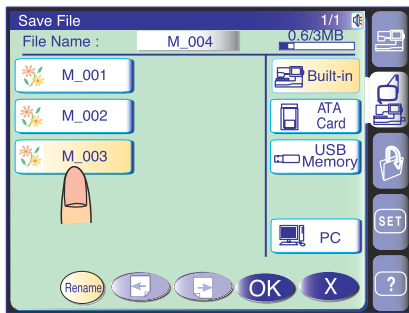 Save File 1/1
File Name : M_004 0.6/3MB
M_001
M_002
M_003
Built-in
ATA
Card
USB
Memory
PC
SET
?
Rename
OK
X